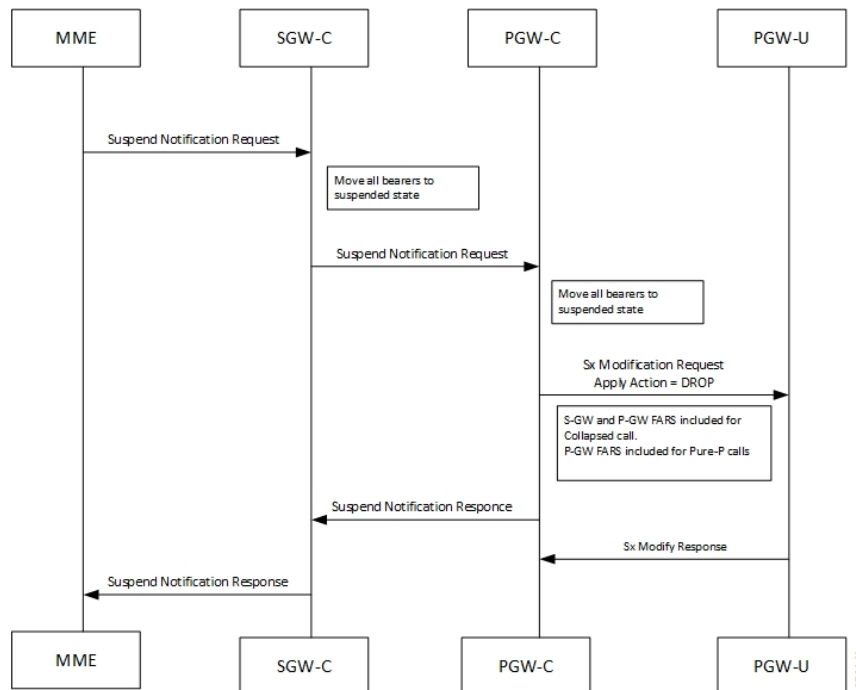 MME
SGW-C
PGW-C
PGW-U
Suspend Notification Request
Move all bearers to
suspended state
Suspend Notification Request
Move all bearers to
suspended state
Sx Modification Request
Apply Action = DROP
S-GW and P-GW FARS included for
Collapsed call.
P-GW FARS included for Pure-P calls
Suspend Notification Responce
Sx Modify Response
Suspend Notification Response
MME
SGW-C
PGW-C
PGW-U